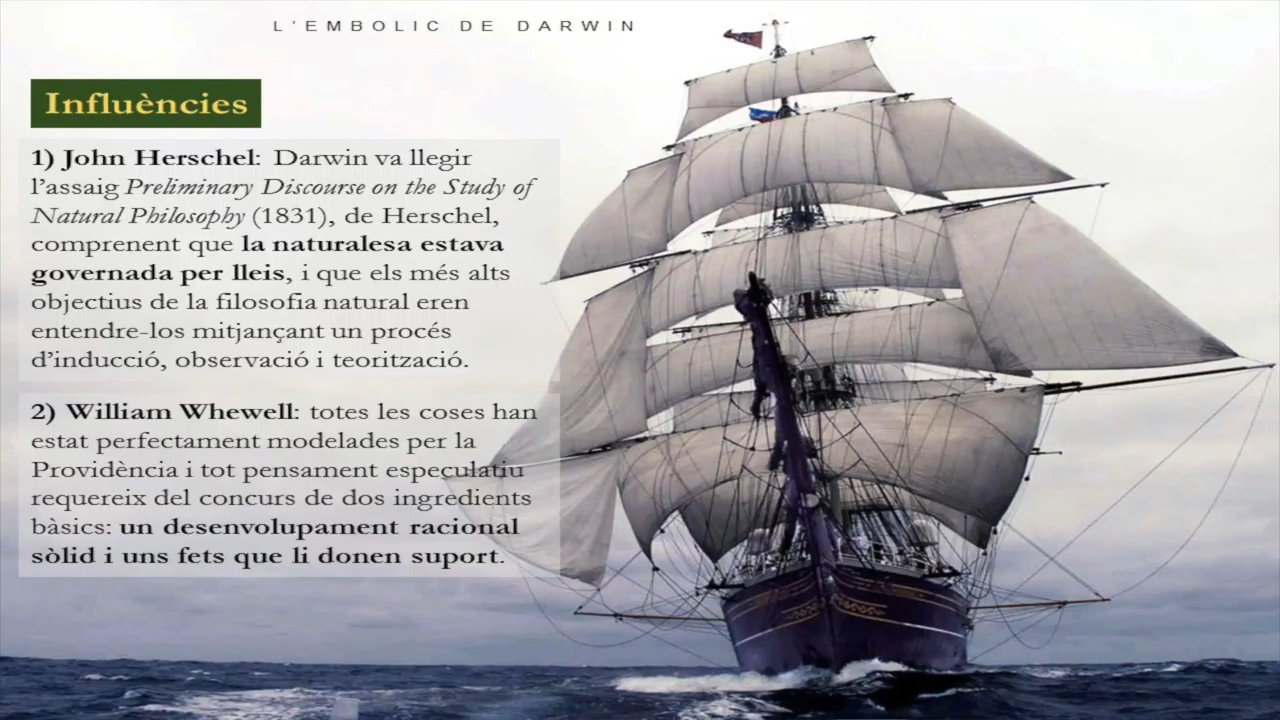 L'EMBOLIC DE DARWIN
Influències
1) John Herschel: Darwin va llegir
l’assaig Preliminary Discourse on the Study of
Natural Philosophy (1831), de Herschel,
comprenent que la naturalesa estava
governada per lleis, i que els més alts
objectius de la filosofia natural eren
entendre-los mitjançant un procés
d’inducció, observació i teorització.
2) William Whewell: totes les coses han
estat perfectament modelades per la
Providència i tot pensament especulatiu
requereix del concurs de dos ingredients
bàsics: un desenvolupament racional
sòlid i uns fets que li donen suport.